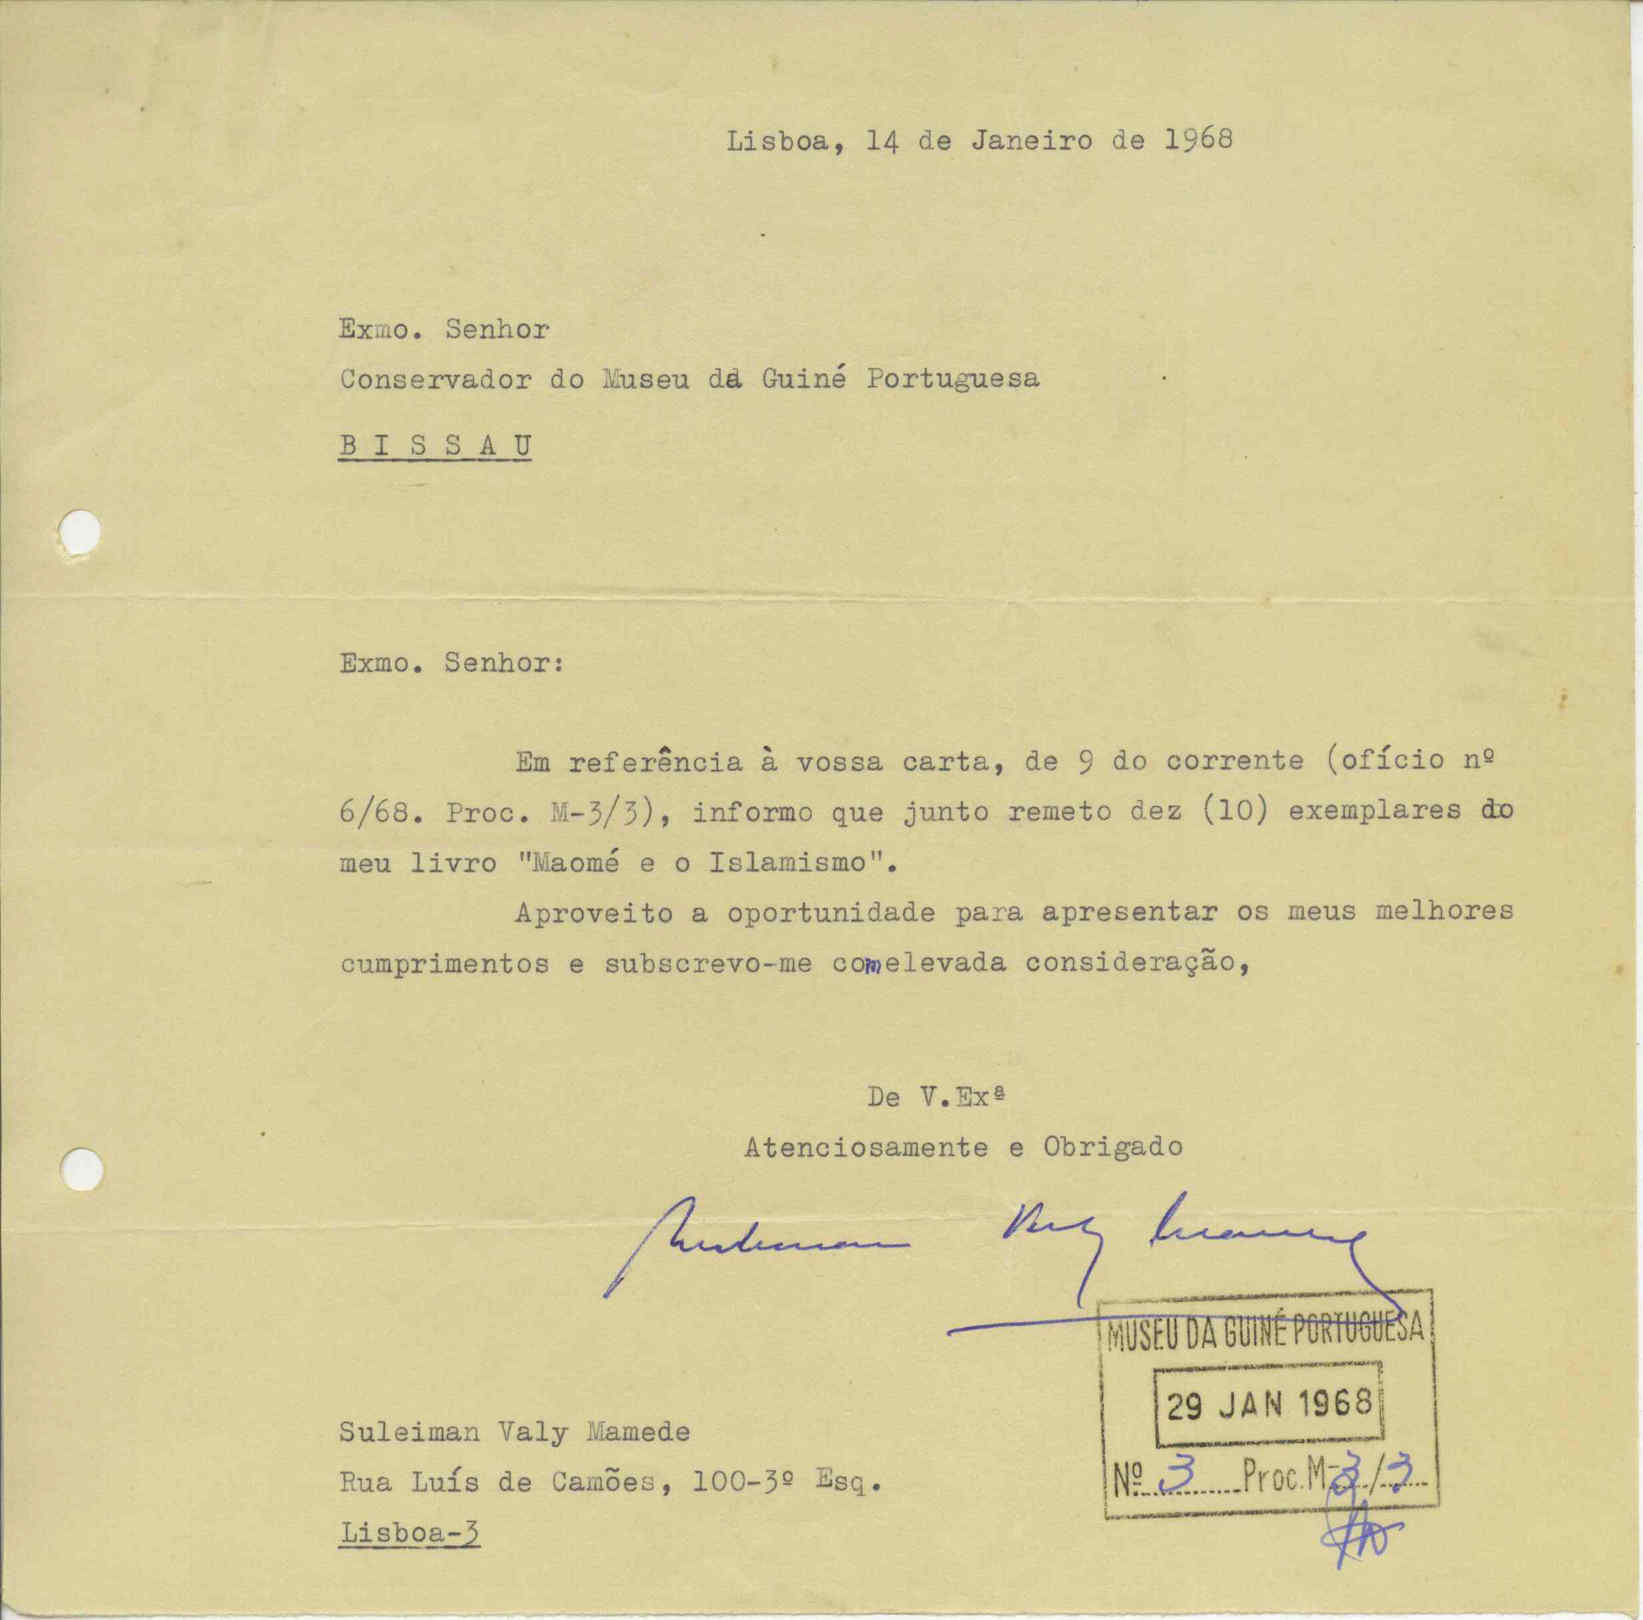 Lisboa, 14 de Janeiro de 1968
Exmo. Senhor
Conservador do Museu da Guiné Portuguesa
B I S S A U
Exmo. Senhor:
Em referência à vossa carta, de 9 do corrente (ofício nº
6/68. Proc. M-3/3), informo que junto remeto dez (10) exemplares do
meu livro "Maomé e o Islamismo".
Aproveito a oportunidade para apresentar os meus melhores
cumprimentos e subscrevo-me com elevada consideração,
De V.Exª
Atenciosamente e Obrigado
Suleiman Valy Mamede
MUSEU DA GUINÉ PORTUGUESA
29 JAN 1968
Nº 3 Proc. M-3/3
Suleiman Valy Mamede
Rua Luís de Camões, 100-3º Esq.
Lisboa-3